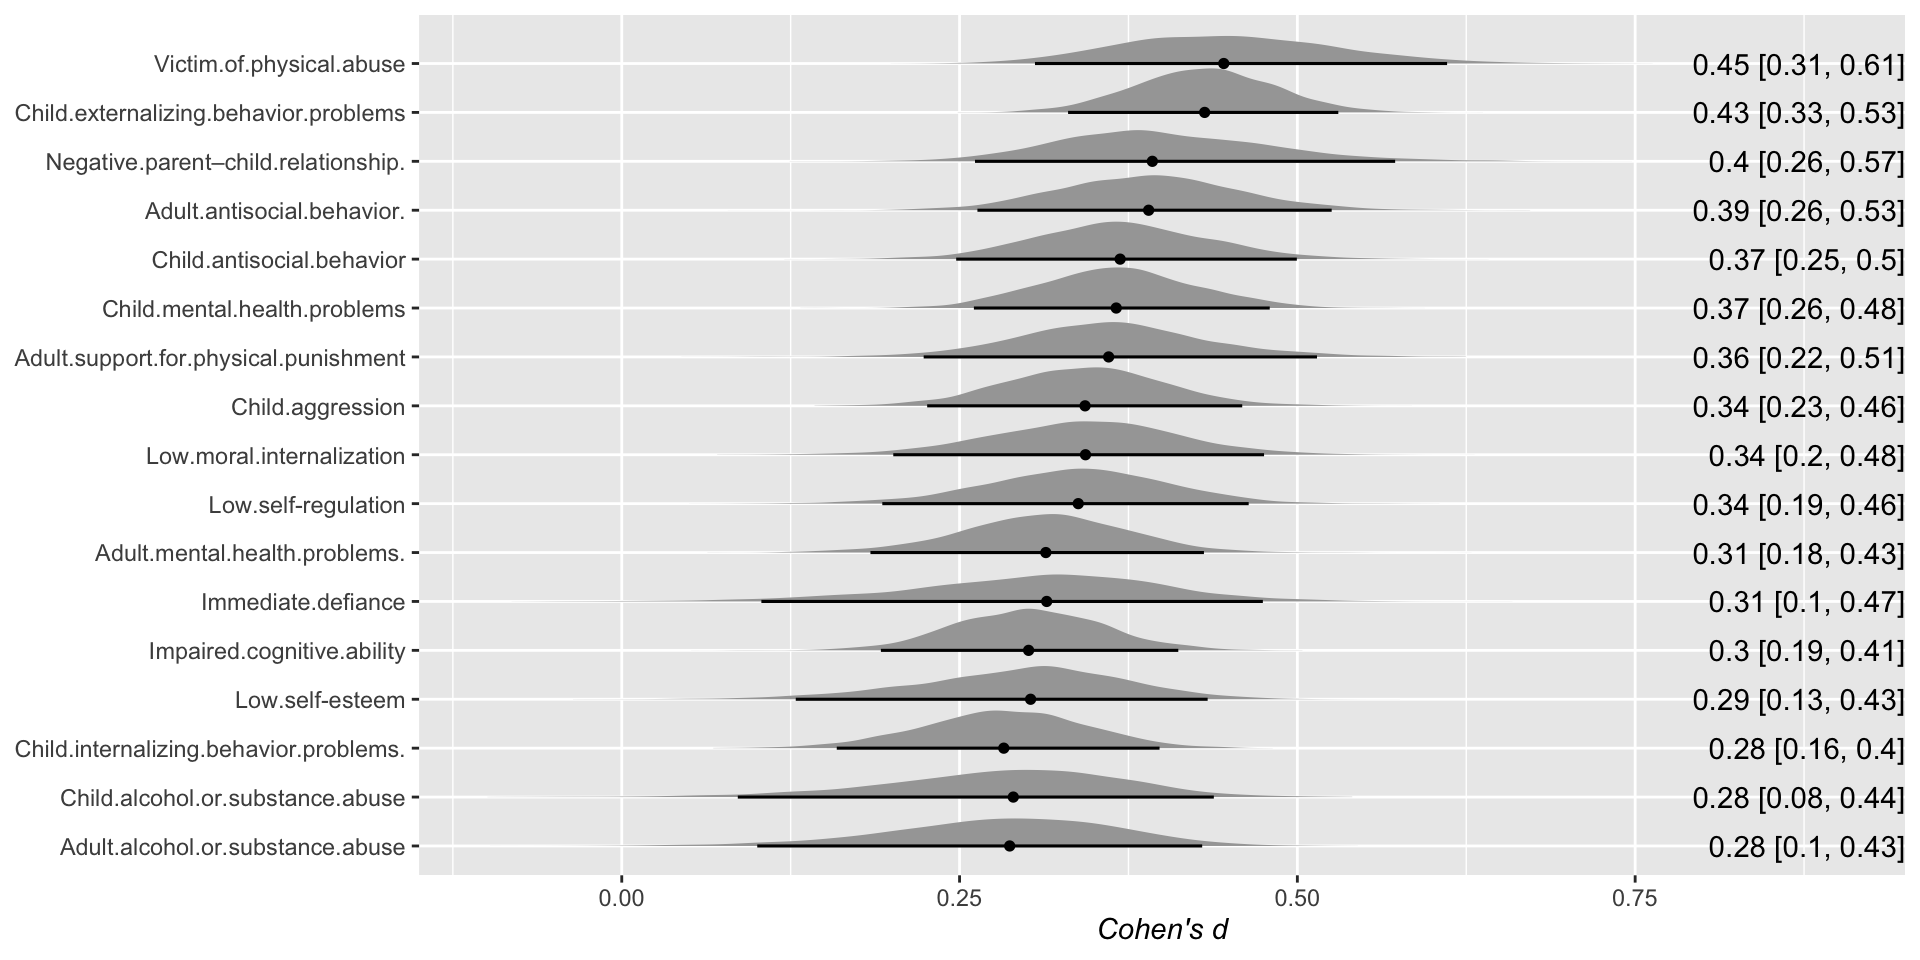 Victim.of.physical.abuse 0.45 [0.31, 0.61]
Child.externalizing.behavior.problems 0.43 [0.33, 0.53]
Negative.parent–child.relationship. 0.4 [0.26, 0.57]
Adult.antisocial.behavior. 0.39 [0.26, 0.53]
Child.antisocial.behavior 0.37 [0.25, 0.5]
Child.mental.health.problems 0.37 [0.26, 0.48]
Adult.support.for.physical.punishment 0.36 [0.22, 0.51]
Child.aggression 0.34 [0.23, 0.46]
Low.moral.internalization 0.34 [0.2, 0.48]
Low.self-regulation 0.34 [0.19, 0.46]
Adult.mental.health.problems. 0.31 [0.18, 0.43]
Immediate.defiance 0.31 [0.1, 0.47]
Impaired.cognitive.ability 0.3 [0.19, 0.41]
Low.self-esteem 0.29 [0.13, 0.43]
Child.internalizing.behavior.problems. 0.28 [0.16, 0.4]
Child.alcohol.or.substance.abuse 0.28 [0.08, 0.44]
Adult.alcohol.or.substance.abuse 0.28 [0.1, 0.43]
0.00 0.25 0.50 0.75
Cohen's d